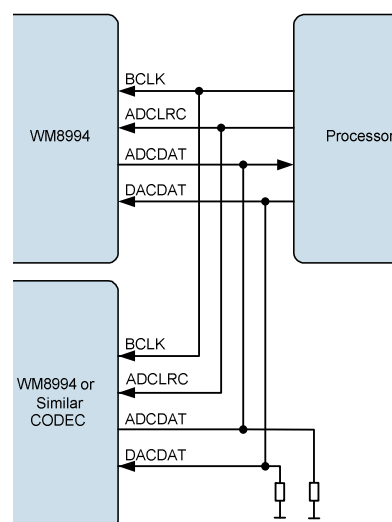 BCLK
ADCLRC
WM8994
Processor
ADCDAT
DACDAT
BCLK
WM8994 or
Similar
CODEC
ADCLRC
ADCDAT
DACDAT